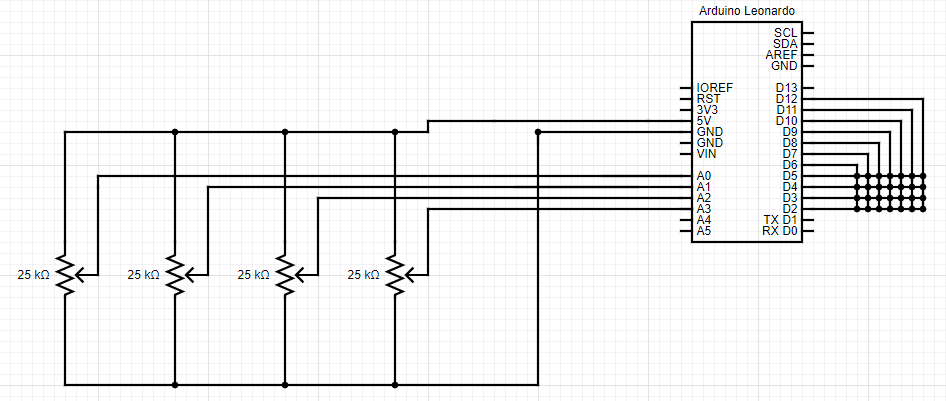 Arduino Leonardo
SCL
SDA
AREF
GND
IOREF D13
RST D12
3V3 D11
5V D10
GND D9
GND D8
VIN D7
D6
A0 D5
A1 D4
A2 D3
A3 D2
A4 TX D1
A5 RX D0
25 kΩ 25 kΩ 25 kΩ 25 kΩ